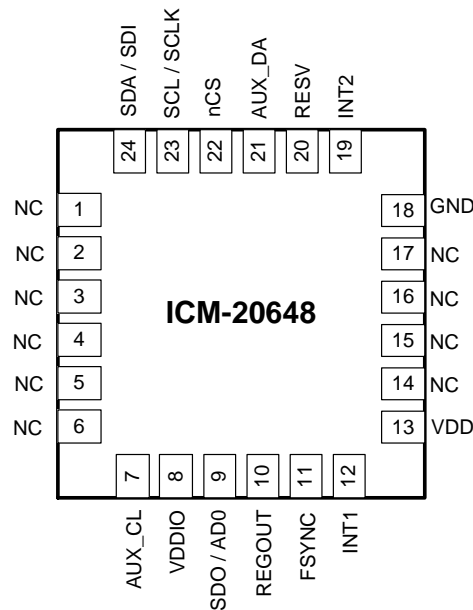 SDA / SDI
SCL / SCLK
nCS
AUX_DA
RESV
INT2
24
23
22
21
20
19
NC 1
NC 2
NC 3
NC 4
NC 5
NC 6
ICM-20648
18 GND
17 NC
16 NC
15 NC
14 NC
13 VDD
7
8
9
10
11
12
AUX_CL
VDDIO
SDO / AD0
REGOUT
FSYNC
INT1